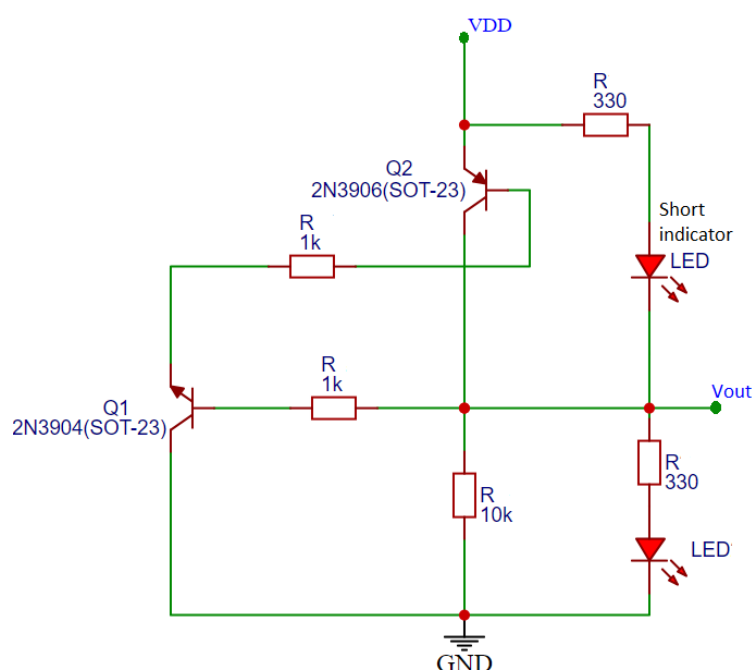 VDD
R
330
Q2
2N3906(SOT-23)
Short
indicator
LED
R
1k
R
1k
Q1
2N3904(SOT-23)
Vout
R
330
R
10k
LED
GND